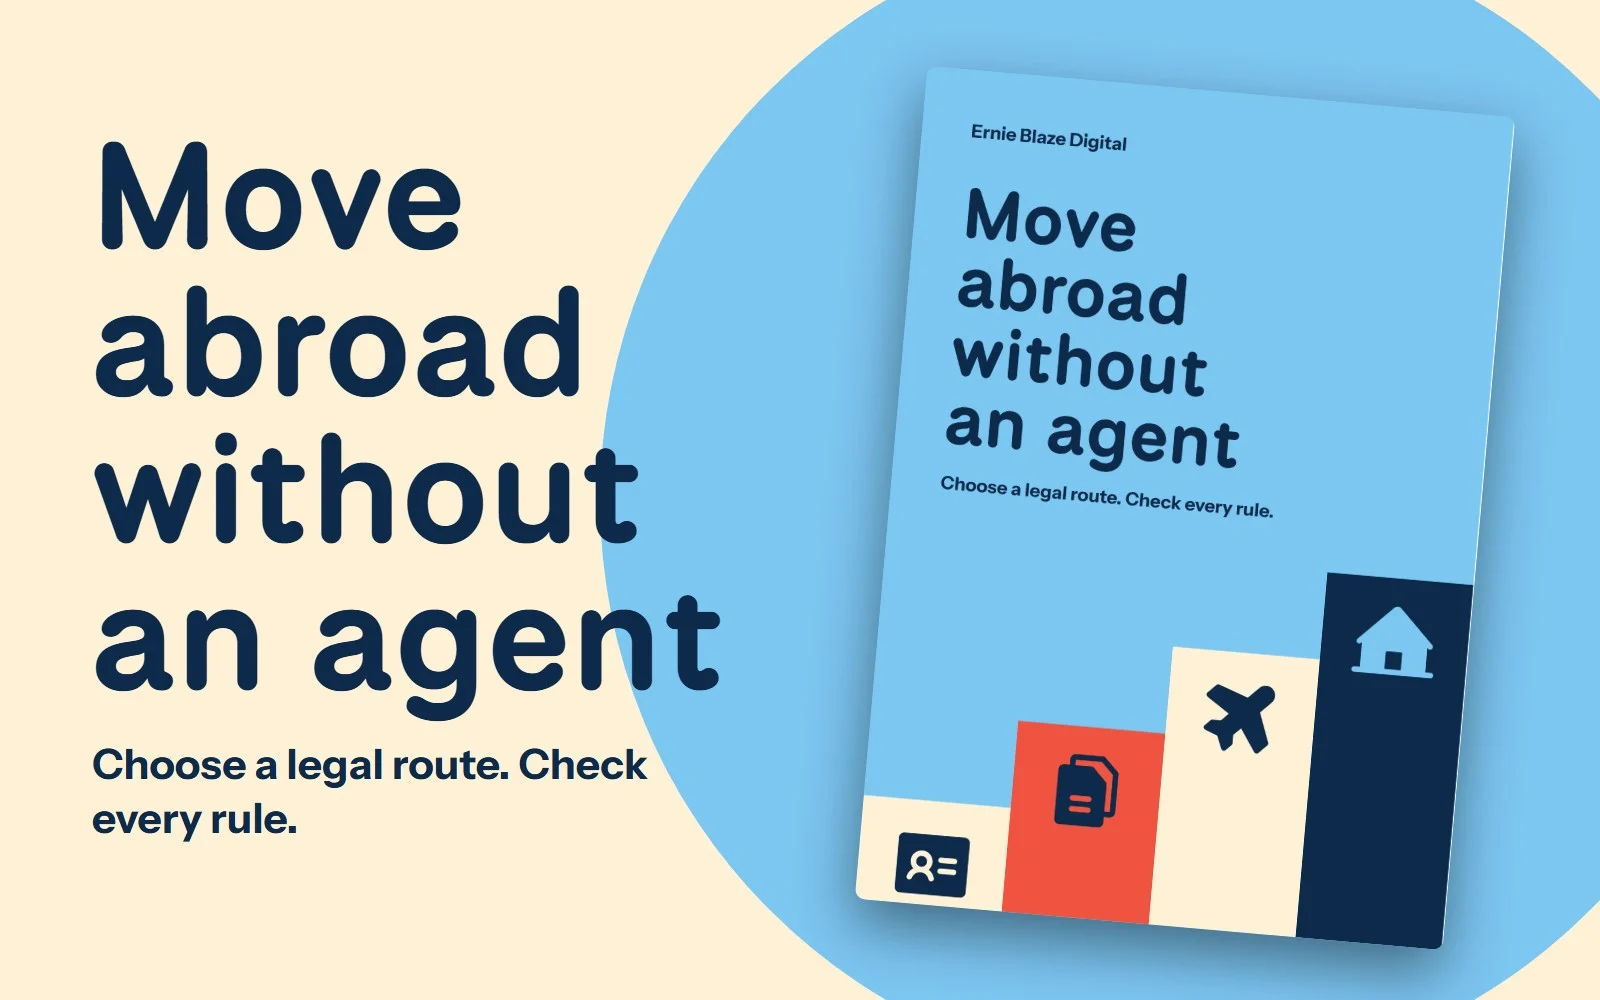 Move
abroad
without
an agent
Choose a legal route. Check
every rule.
Ernie Blaze Digital
Move
abroad
without
an agent
Choose a legal route. Check every rule.